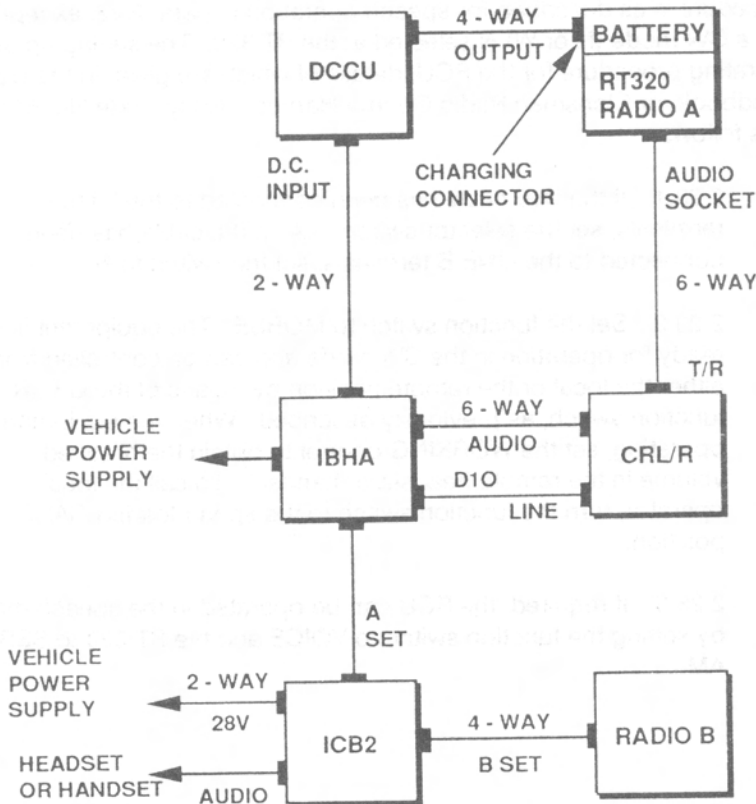 4 - WAY
OUTPUT
DCCU
BATTERY
RT320
RADIO A
D.C.
INPUT
CHARGING
CONNECTOR
AUDIO
SOCKET
2 - WAY
6 - WAY
T/R
VEHICLE
POWER
SUPPLY
IBHA
6 - WAY
AUDIO
D1O
LINE
CRL/R
A
SET
VEHICLE
POWER
SUPPLY
2 - WAY
28V
ICB2
4 - WAY
B SET
RADIO B
HEADSET
OR HANDSET
AUDIO